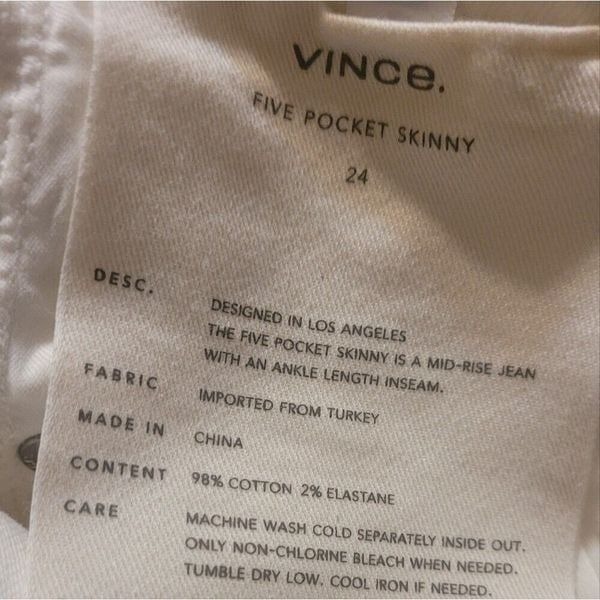 VINCe.
FIVE POCKET SKINNY
24
DESC.
DESIGNED IN LOS ANGELES
THE FIVE POCKET SKINNY IS A MID-RISE JEAN
WITH AN ANKLE LENGTH INSEAM.
FABRIC IMPORTED FROM TURKEY
MADE IN CHINA
CONTENT 98% COTTON 2% ELASTANE
CARE MACHINE WASH COLD SEPARATELY INSIDE OUT.
ONLY NON-CHLORINE BLEACH WHEN NEEDED.
TUMBLE DRY LOW. COOL IRON IF NEEDED.